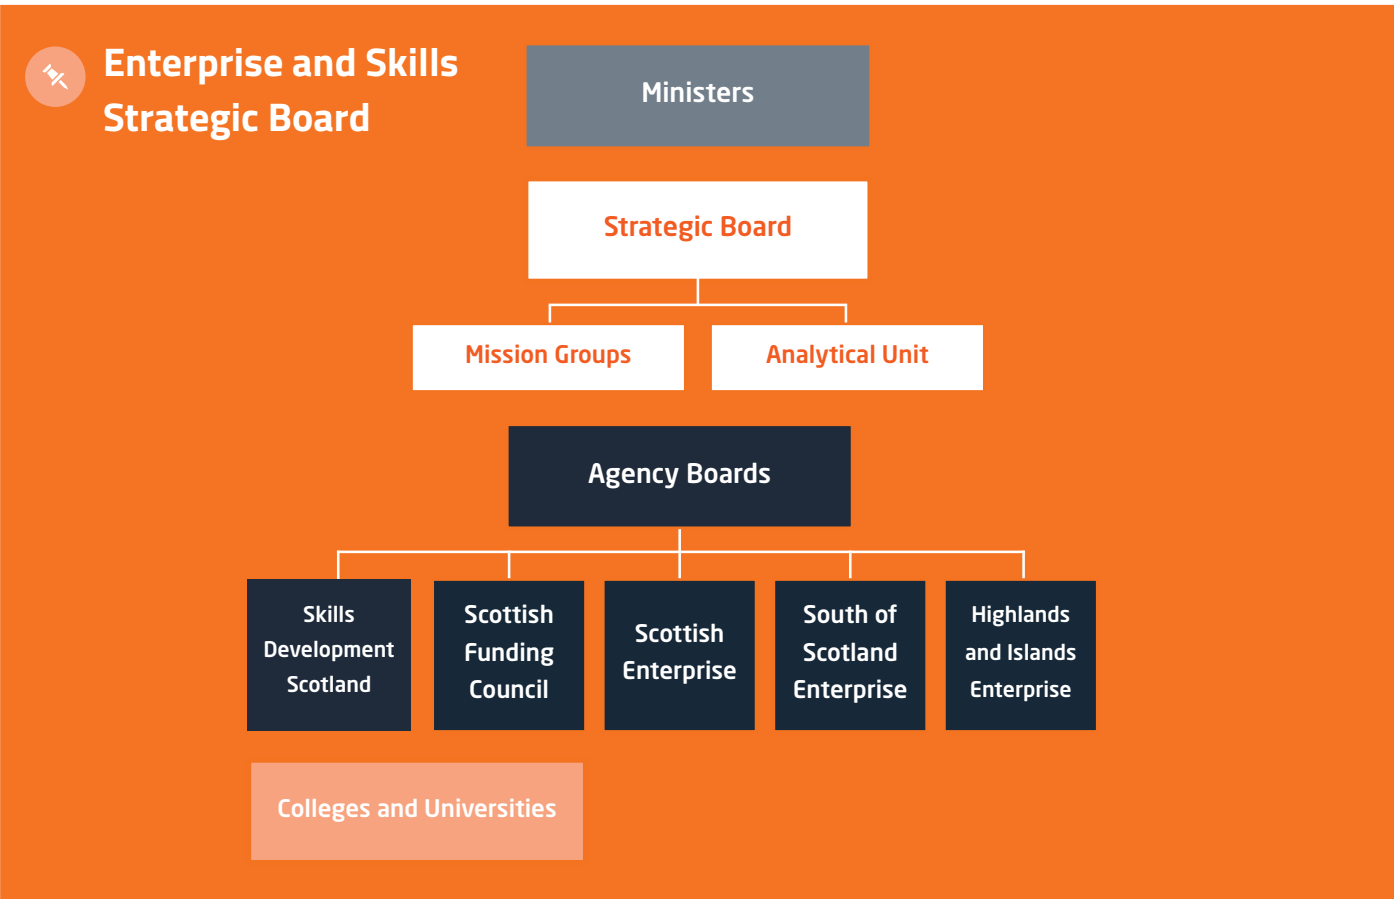 Enterprise and Skills
Strategic Board
Ministers
Strategic Board
Mission Groups
Analytical Unit
Agency Boards
Skills
Development
Scotland
Scottish
Funding
Council
Scottish
Enterprise
South of
Scotland
Enterprise
Highlands
and Islands
Enterprise
Colleges and Universities